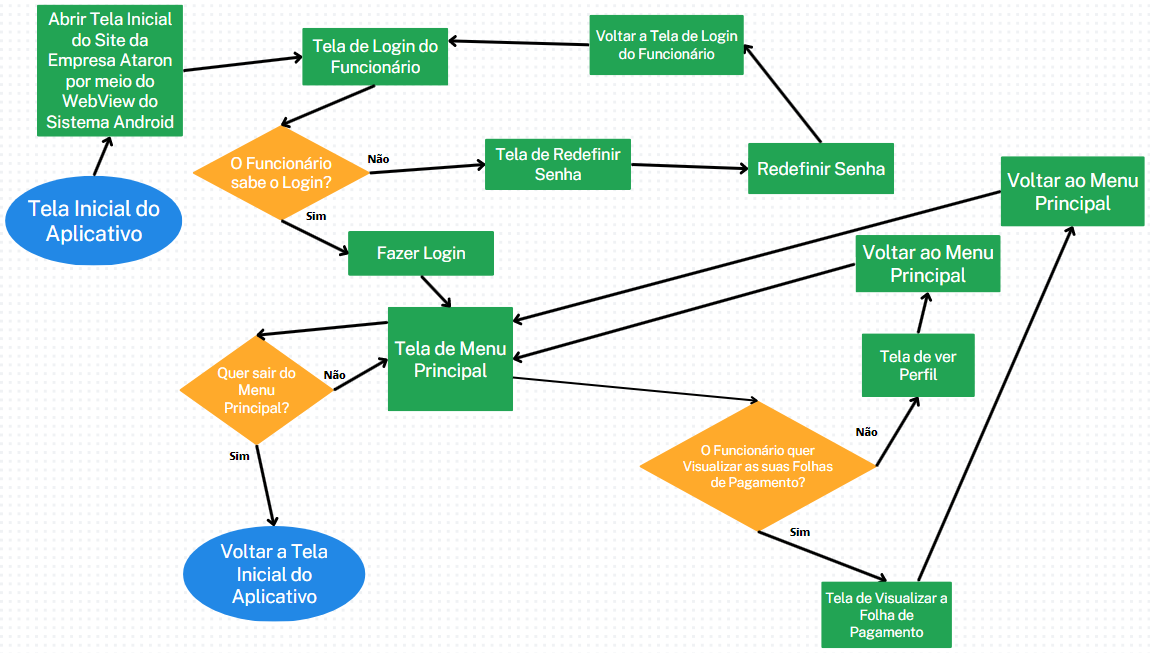 Abrir Tela Inicial
do Site da
Empresa Ataron
por meio do
WebView do
Sistema Android
Tela de Login do
Funcionário
Voltar a Tela de Login
do Funcionário
O Funcionário
sabe o Login?
Não
Sim
Tela de Redefinir
Senha
Redefinir Senha
Voltar ao Menu
Principal
Tela Inicial do
Aplicativo
Fazer Login
Voltar ao Menu
Principal
Tela de Menu
Principal
Quer sair do
Menu
Principal?
Não
Sim
Tela de ver
Perfil
O Funcionário quer
Visualizar as suas Folhas
de Pagamento?
Não
Sim
Voltar a Tela
Inicial do
Aplicativo
Tela de Visualizar a
Folha de
Pagamento